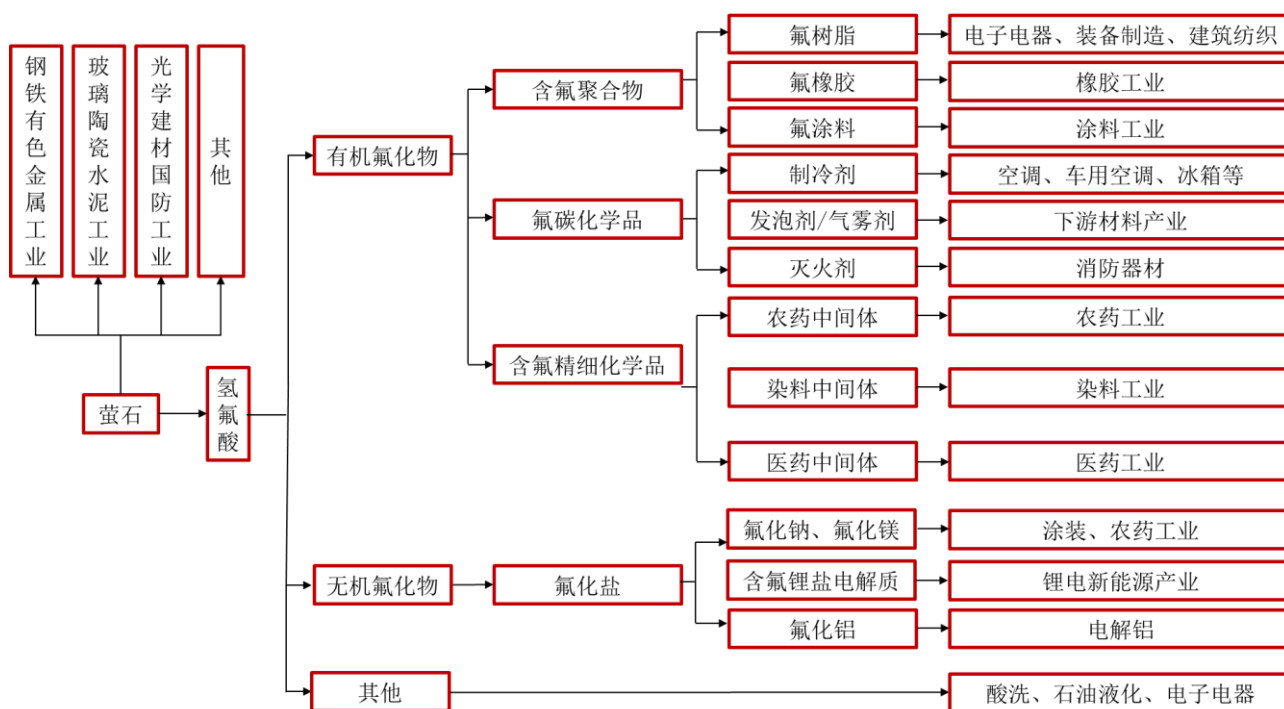 钢铁有色金属工业
玻璃陶瓷水泥工业
光学建材国防工业
其他
萤石
氢氟酸
有机氟化物
含氟聚合物
氟树脂
电子电器、装备制造、建筑纺织
氟橡胶
橡胶工业
氟涂料
涂料工业
氟碳化学品
制冷剂
空调、车用空调、冰箱等
发泡剂/气雾剂
下游材料产业
灭火剂
消防器材
含氟精细化学品
农药中间体
农药工业
染料中间体
染料工业
医药中间体
医药工业
无机氟化物
氟化盐
氟化钠、氟化镁
涂装、农药工业
含氟锂盐电解质
锂电新能源产业
氟化铝
电解铝
其他
酸洗、石油液化、电子电器